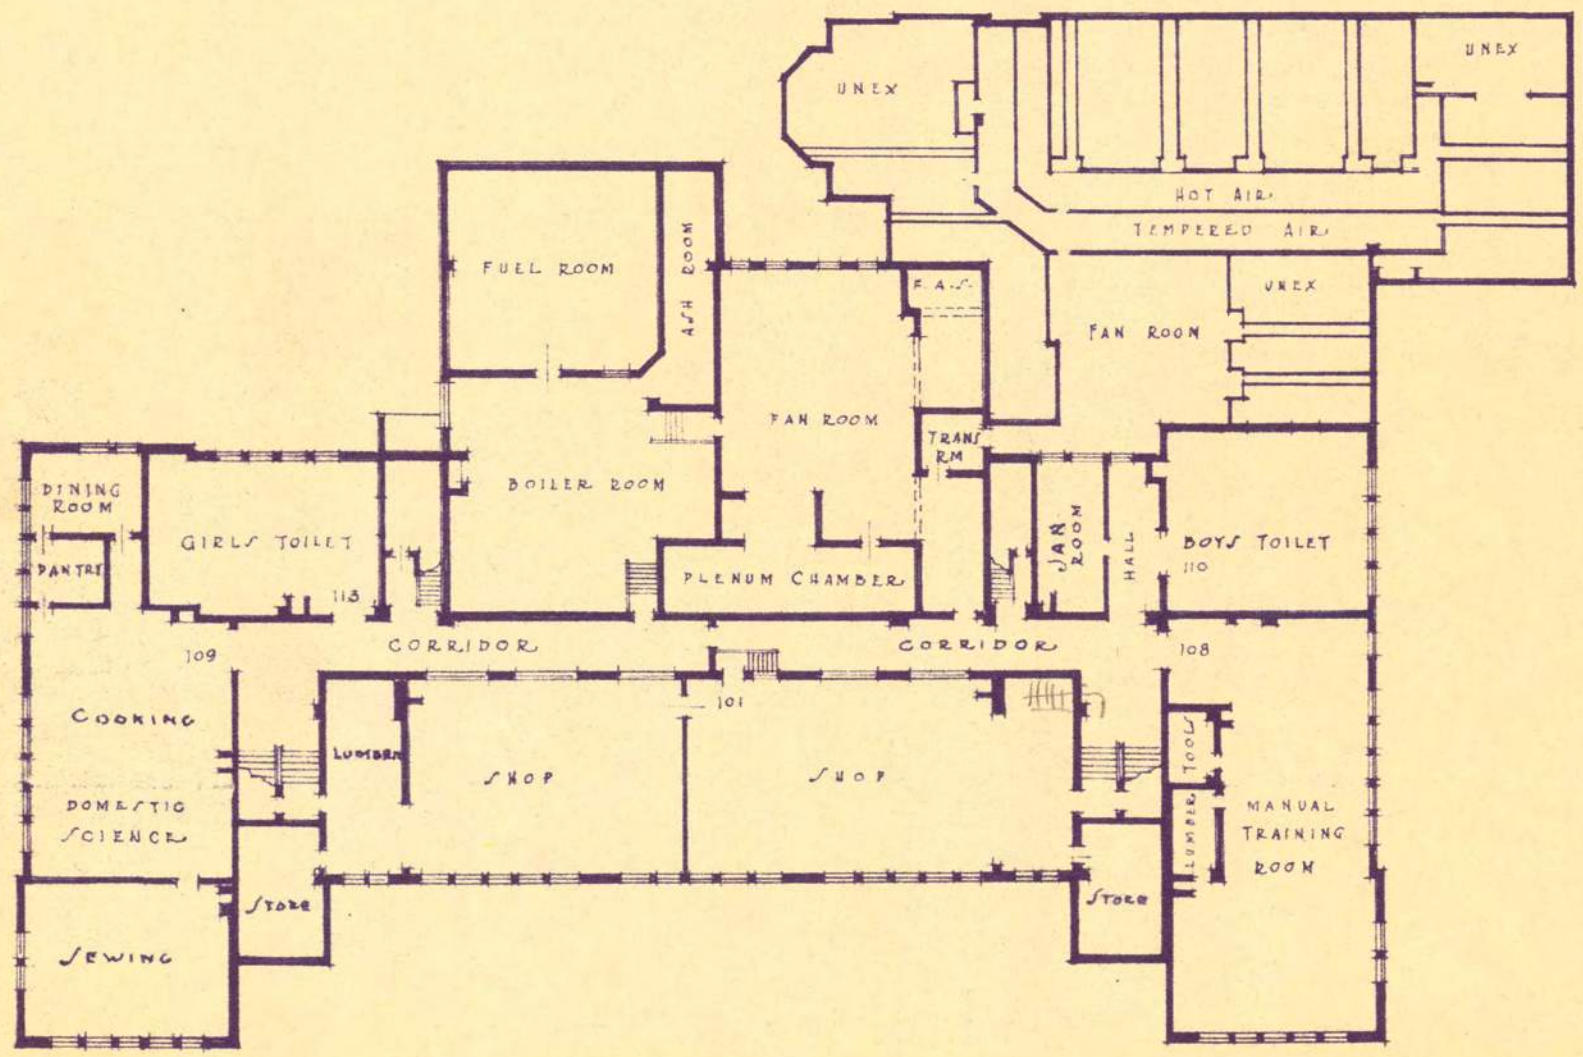 UNEX
UNEX
HOT AIR
TEMPERED AIR
FUEL ROOM
ASH ROOM
F.A.S.
UNEX
FAN ROOM
FAN ROOM
TRANS
RM
BOILER ROOM
DINING
ROOM
GIRLS TOILET
PANTRY
113
JAN
ROOM
HALL
BOYS TOILET
110
PLENUM CHAMBER
CORRIDOR
CORRIDOR
109
108
101
COOKING
LUMBER
SHOP
SHOP
TOOLS
DOMESTIC
SCIENCE
LUMBER
MANUAL
TRAINING
ROOM
STORE
STORE
SEWING